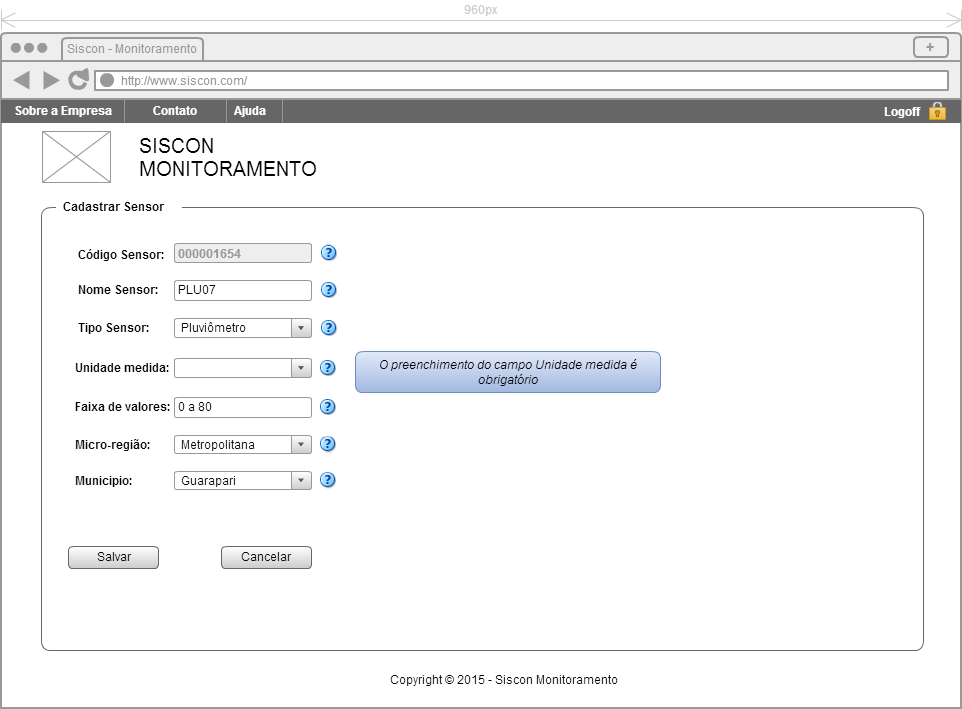 960px
Siscon - Monitoramento
+
http://www.siscon.com/
Sobre a Empresa Contato Ajuda Logoff
SISCON
MONITORAMENTO
Cadastrar Sensor
Código Sensor: 000001654 ?
Nome Sensor: PLU07 ?
Tipo Sensor: Pluviômetro ?
Unidade medida: ?
O preenchimento do campo Unidade medida é
obrigatório
Faixa de valores: 0 a 80 ?
Micro-região: Metropolitana ?
Municipio: Guarapari ?
Salvar Cancelar
Copyright © 2015 - Siscon Monitoramento